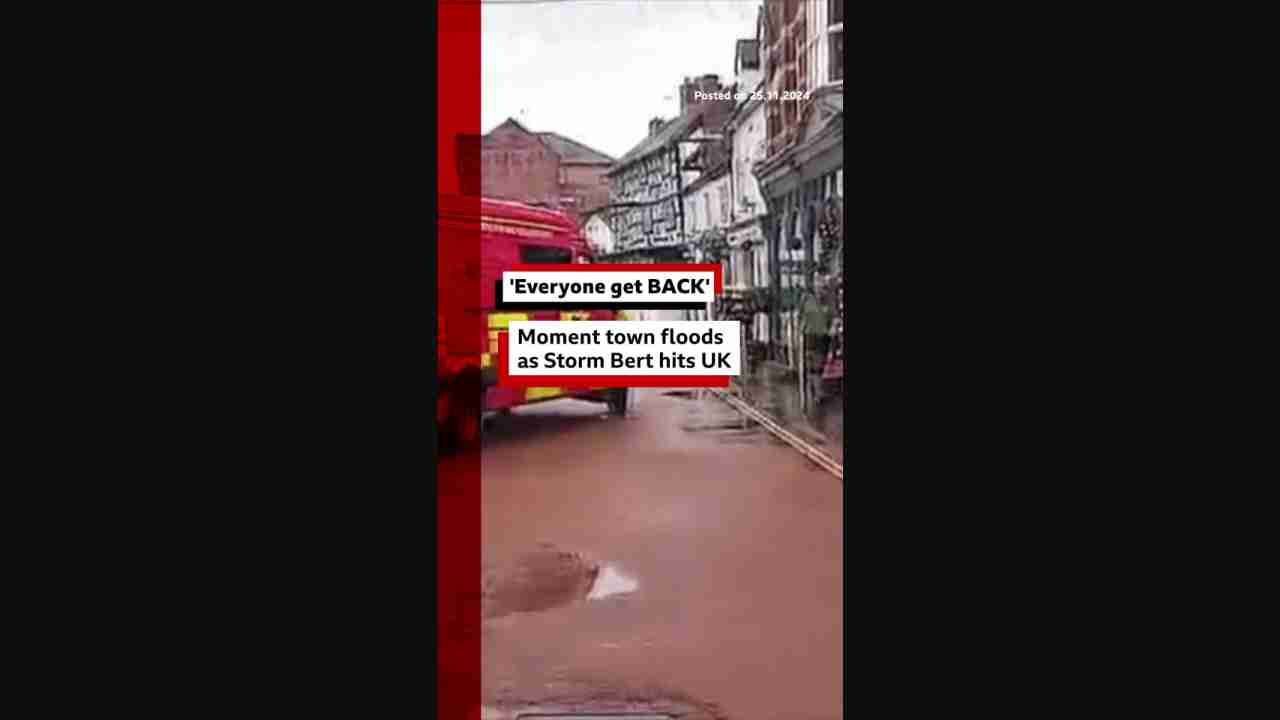 Posted on 25.11.2024
'Everyone get BACK'
Moment town floods
as Storm Bert hits UK